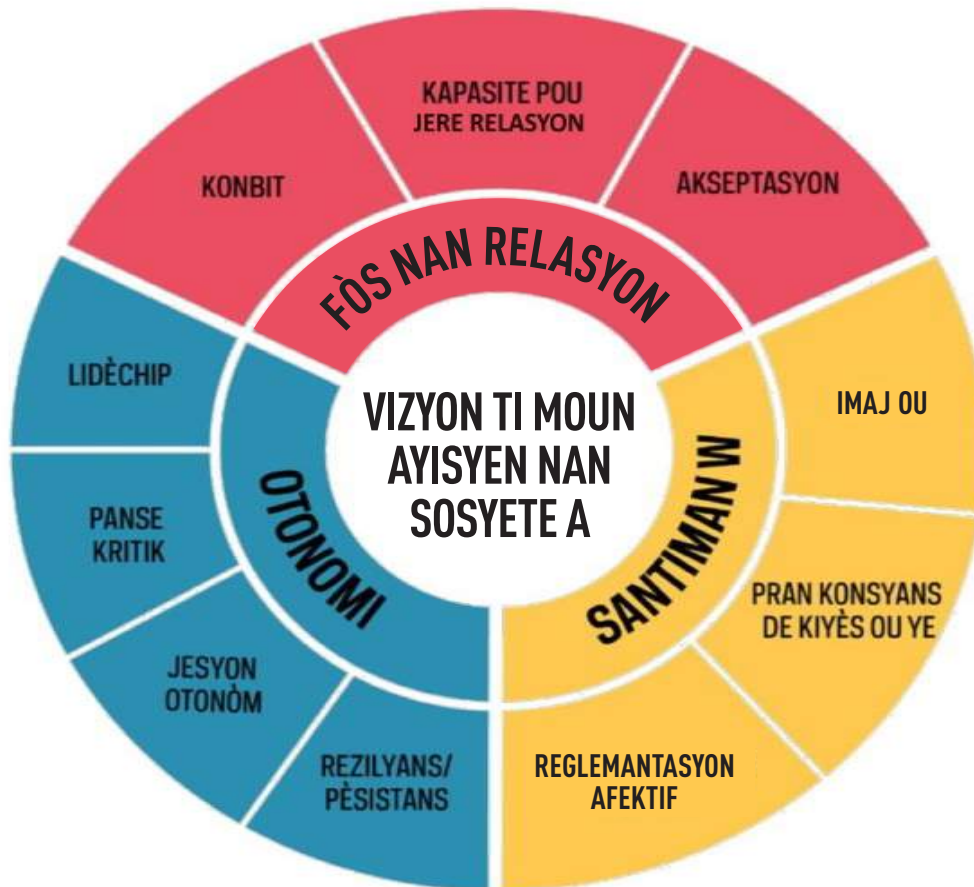 KAPASITE POU
JERE RELASYON
KONBIT
AKSEPTASYON
FÒS NAN RELASYON
LIDÈCHIP
IMAJ OU
VIZYON TI MOUN
AYISYEN NAN
SOSYETE A
OTONOMI
SANTIMAN W
PANSE
KRITIK
PRAN KONSYANS
DE KIYÈS OU YE
JESYON
OTONÒM
REZILYANS/
PÈSISTANS
REGLEMANTASYON
AFEKTIF